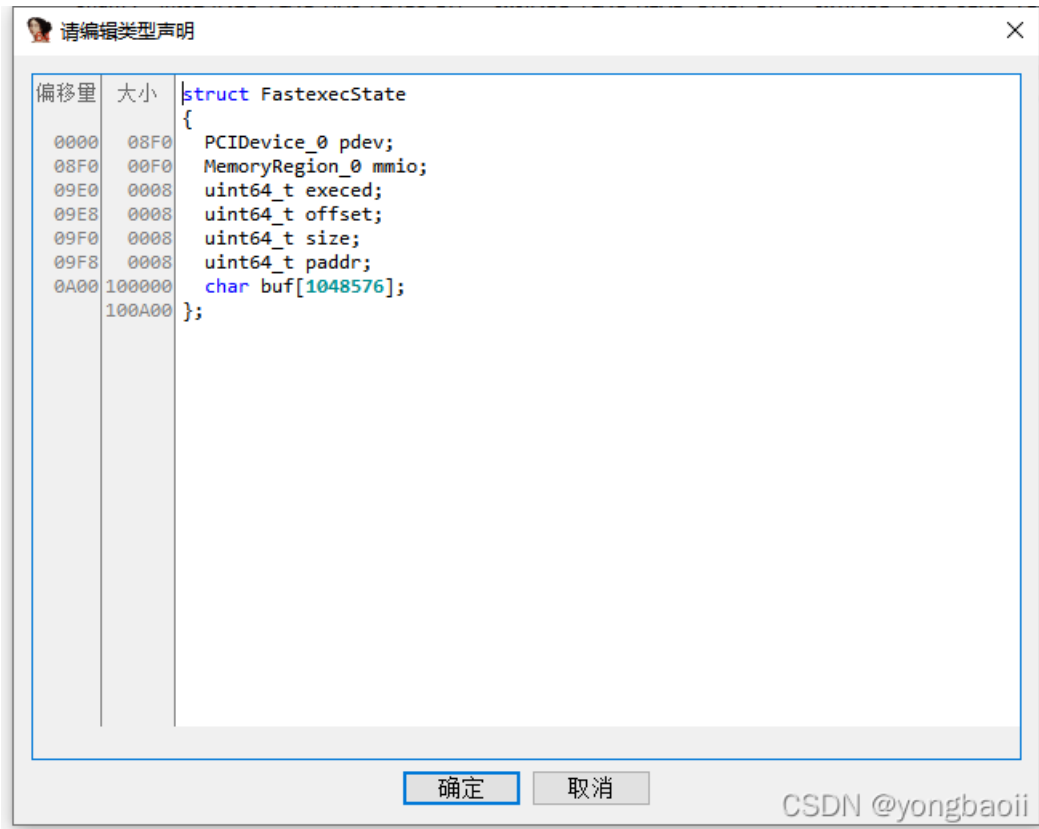 请编辑类型声明
偏移量 大小 struct FastexecState
{
0000 08F0 PCIDevice_0 pdev;
08F0 00F0 MemoryRegion_0 mmio;
09E0 0008 uint64_t execed;
09E8 0008 uint64_t offset;
09F0 0008 uint64_t size;
09F8 0008 uint64_t paddr;
0A00 100000 char buf[1048576];
100A00 };
确定 取消
CSDN @yongbaoii